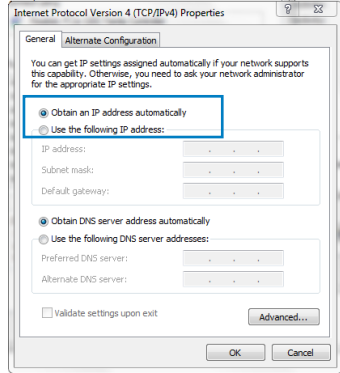 Internet Protocol Version 4 (TCP/IPv4) Properties
General
Alternate Configuration
You can get IP settings assigned automatically if your network supports
this capability. Otherwise, you need to ask your network administrator
for the appropriate IP settings.
Obtain an IP address automatically
Use the following IP address:
IP address:
Subnet mask:
Default gateway:
Obtain DNS server address automatically
Use the following DNS server addresses:
Preferred DNS server:
Alternate DNS server:
Validate settings upon exit
Advanced...
OK
Cancel